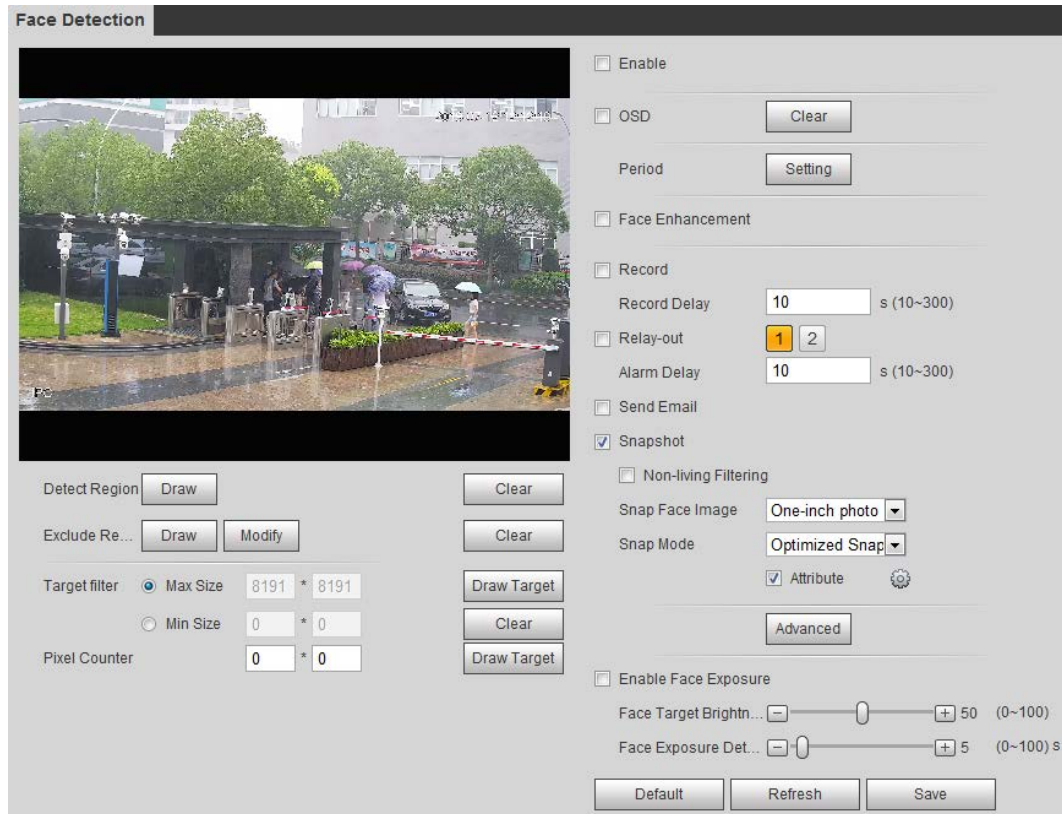 Face Detection
Enable
OSD Clear
Period Setting
Face Enhancement
Record
Record Delay 10 s (10~300)
Relay-out 1 2
Alarm Delay 10 s (10~300)
Send Email
Snapshot
Non-living Filtering
Snap Face Image One-inch photo
Snap Mode Optimized Snap
Attribute
Advanced
Enable Face Exposure
Face Target Brightn... 50 (0~100)
Face Exposure Det... 5 (0~100) s
Default Refresh Save
Detect Region Draw Clear
Exclude Re... Draw Modify Clear
Target filter Max Size 8191 * 8191 Draw Target
Min Size 0 * 0 Clear
Pixel Counter 0 * 0 Draw Target